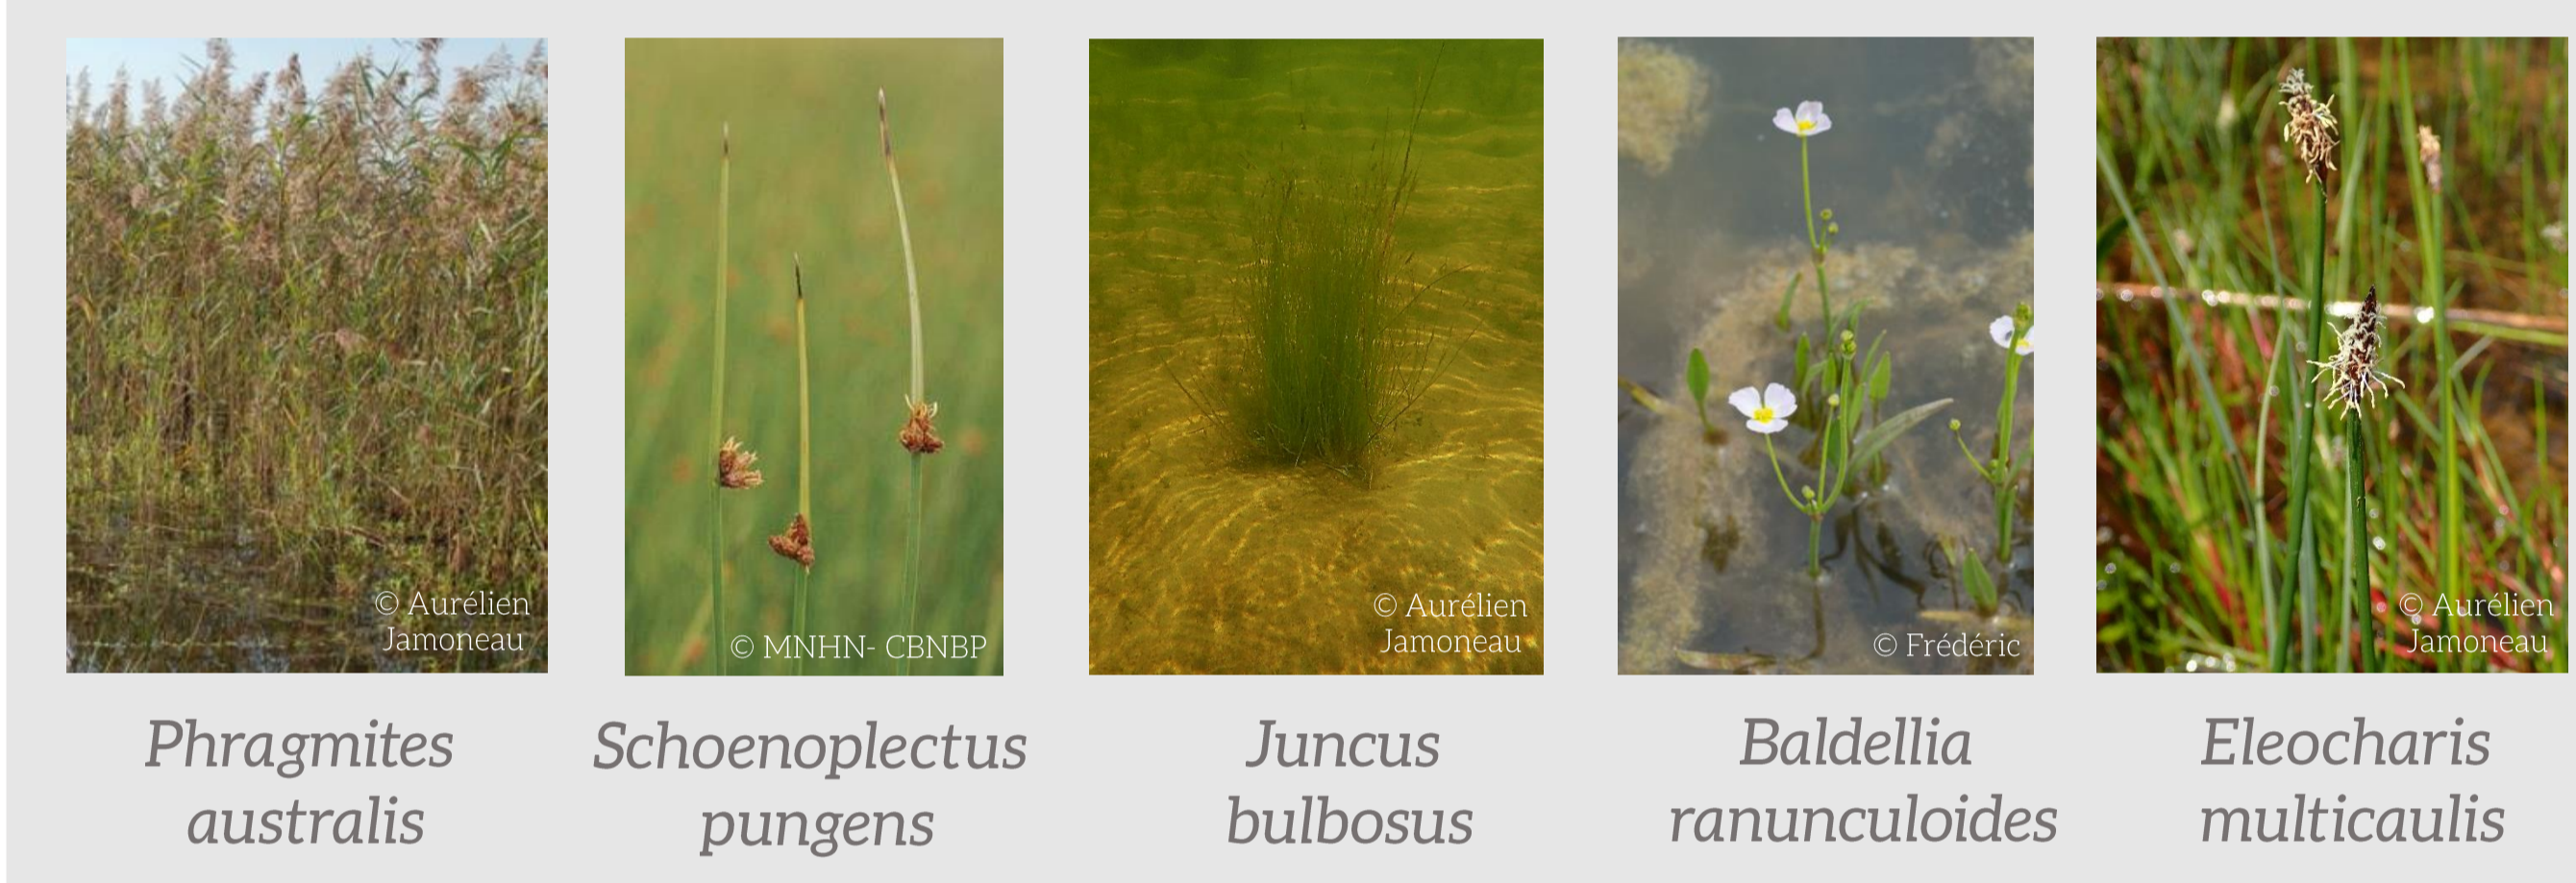 © Aurélien
Jamoneau
© MNHN- CBNBP
© Aurélien
Jamoneau
© Frédéric
© Aurélien
Jamoneau
Phragmites
australis
Schoenoplectus
pungens
Juncus
bulbosus
Baldellia
ranunculoides
Eleocharis
multicaulis